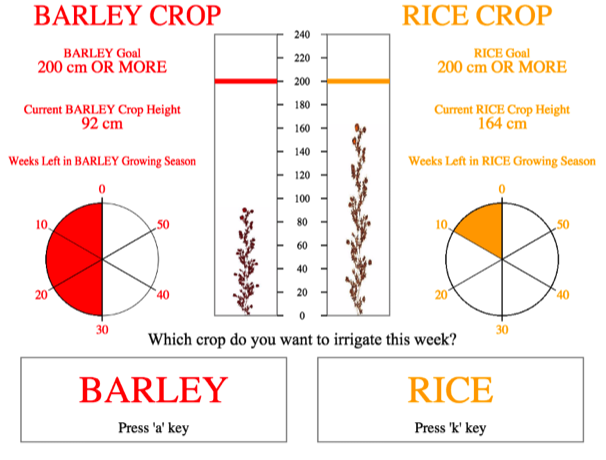 BARLEY CROP
BARLEY Goal
200 cm OR MORE
Current BARLEY Crop Height
92 cm
Weeks Left in BARLEY Growing Season
0
10
50
20
40
30
240
220
200
180
160
140
120
100
80
60
40
20
0
RICE CROP
RICE Goal
200 cm OR MORE
Current RICE Crop Height
164 cm
Weeks Left in RICE Growing Season
0
10
50
20
40
30
Which crop do you want to irrigate this week?
BARLEY
Press 'a' key
RICE
Press 'k' key